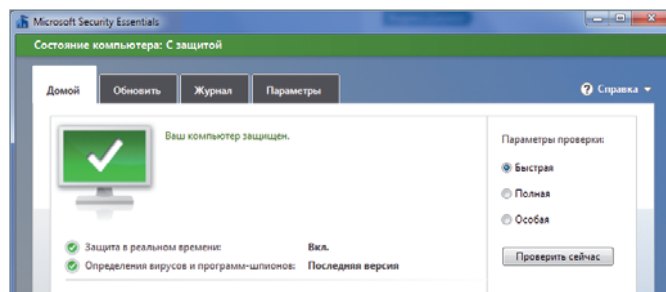 Microsoft Security Essentials
Состояние компьютера: С защитой
Домой Обновить Журнал Параметры Справка
Ваш компьютер защищен.
Параметры проверки:
Быстрая
Полная
Особая
Защита в реальном времени: Вкл.
Определения вирусов и программ-шпионов: Последняя версия
Проверить сейчас